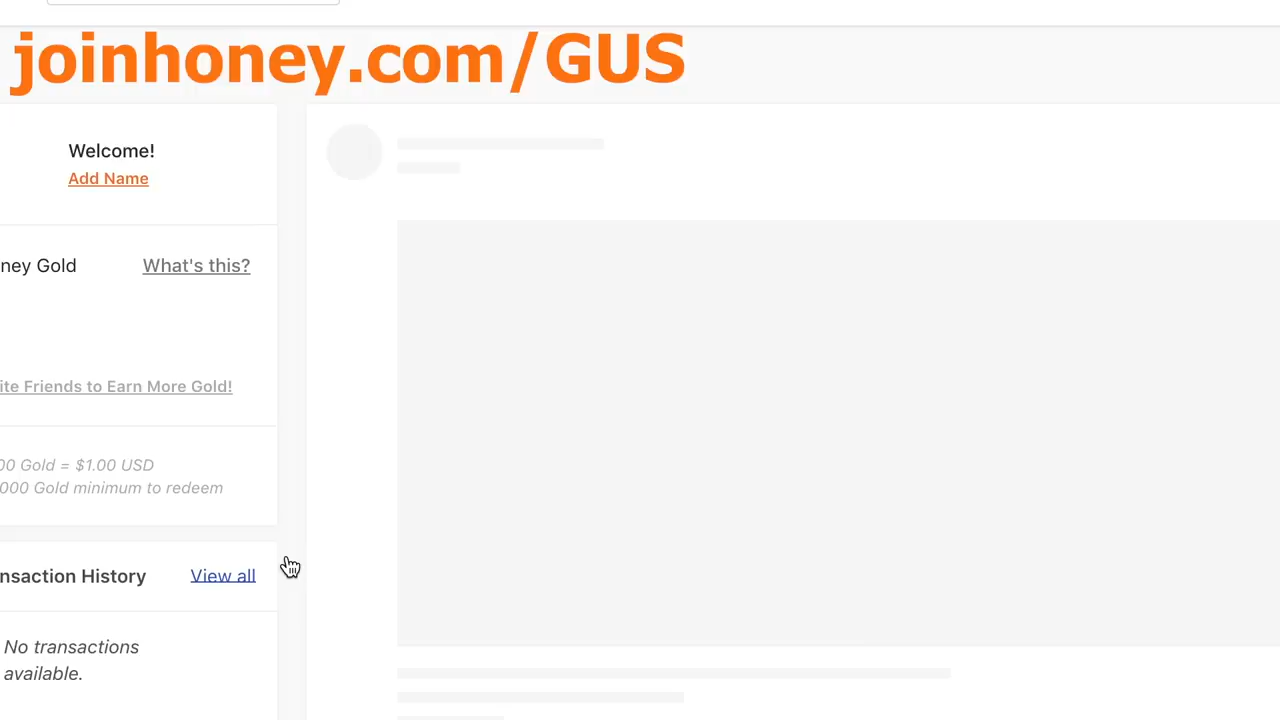 joinhoney.com/GUS
Welcome!
Add Name
ney Gold
What's this?
ite Friends to Earn More Gold!
00 Gold = $1.00 USD
000 Gold minimum to redeem
nsaction History
View all
No transactions
available.